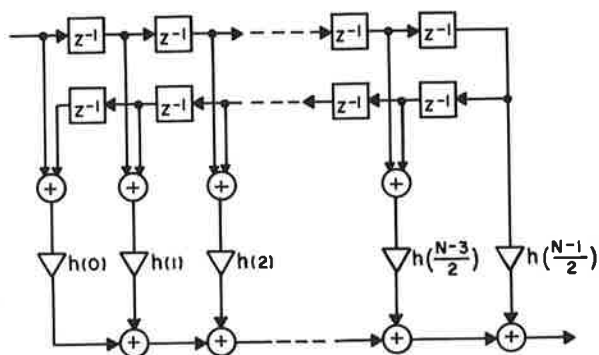 z⁻¹ z⁻¹ z⁻¹ z⁻¹
z⁻¹ z⁻¹ z⁻¹ z⁻¹
+ + + +
h(0) h(1) h(2) h(N-3/2) h(N-1/2)
+ + + +